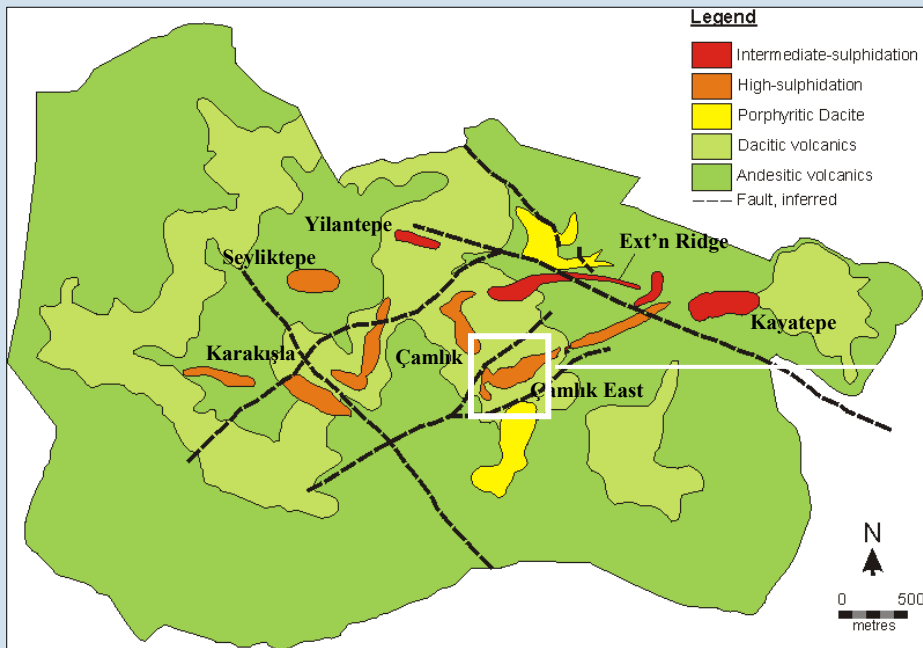 Legend
Intermediate-sulphidation
High-sulphidation
Porphyritic Dacite
Dacitic volcanics
Andesitic volcanics
Fault, inferred
Yilantepe
Ext'n Ridge
Seyliktepe
Kayatepe
Karakışla
Çamlık
Çamlık East
N
0 500
metres